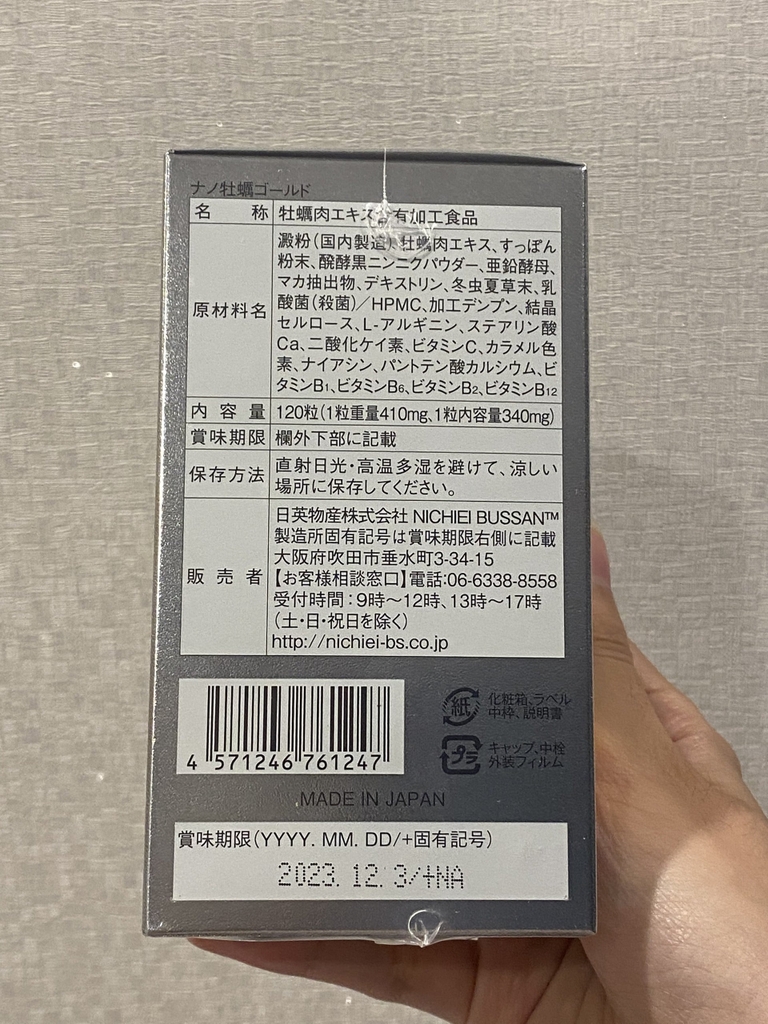 ナノ牡蠣ゴールド
名称 牡蠣肉エキス含有加工食品
原材料名 澱粉(国内製造)、牡蠣肉エキス、すっぽん
粉末、醗酵黒ニンニクパウダー、亜鉛酵母、
マカ抽出物、デキストリン、冬虫夏草末、乳
酸菌(殺菌)/HPMC、加工デンプン、結晶
セルロース、L-アルギニン、ステアリン酸
Ca、二酸化ケイ素、ビタミンC、カラメル色
素、ナイアシン、パントテン酸カルシウム、ビ
タミンB1、ビタミンB6、ビタミンB2、ビタミンB12
内容量 120粒(1粒重量410mg、1粒内容量340mg)
賞味期限 欄外下部に記載
保存方法 直射日光・高温多湿を避けて、涼しい
場所に保存してください。
販売者 日英物産株式会社 NICHIEI BUSSAN™
製造所固有記号は賞味期限右側に記載
大阪府吹田市垂水町3-34-15
【お客様相談窓口】電話:06-6338-8558
受付時間:9時〜12時、13時〜17時
(土・日・祝日を除く)
http://nichiei-bs.co.jp
4 571246 761247
紙 化粧箱、ラベル
中枠、説明書
プラ キャップ、中栓
外装フィルム
MADE IN JAPAN
賞味期限(YYYY. MM. DD/+固有記号)
2023. 12. 3/+NA